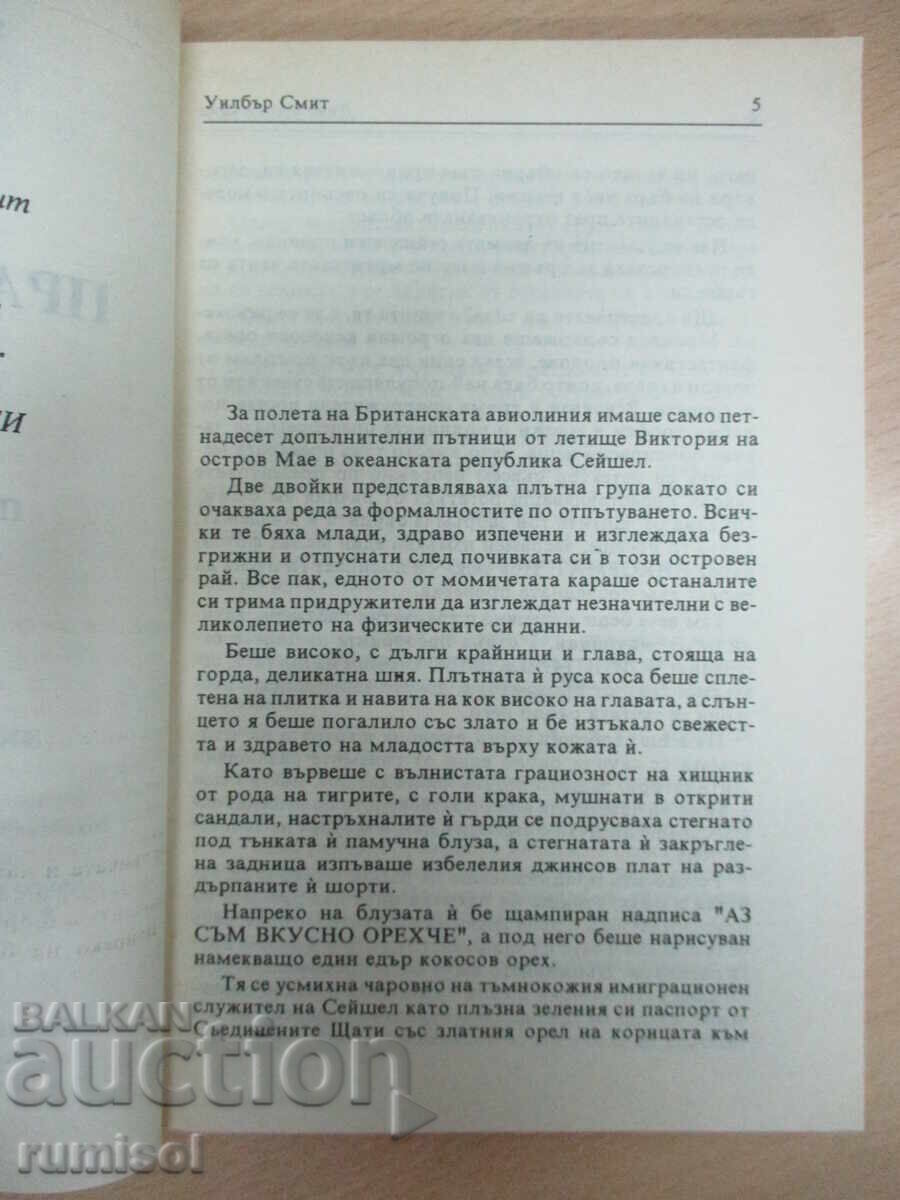 Уилбър Смит 5
ПРА
За полета на Британската авиолиния имаше само пет-
надесет допълнителни пътници от летище Виктория на
остров Мае в океанската република Сейшел.
Две двойки представляваха плътна група докато си
очакваха реда за формалностите по отпътуването. Всич-
ки те бяха млади, здраво изпечени и изглеждаха без-
грижни и отпуснати след почивката си в този островен
рай. Все пак, едното от момичетата караше останалите
си трима придружители да изглеждат незначителни с ве-
ликолепието на физическите си данни.
Беше високо, с дълги крайници и глава, стояща на
горда, деликатна шия. Плътната ѝ руса коса беше спле-
тена на плитка и навита на кок високо на главата, а слън-
цето я беше погалило със злато и бе изтъкало свежест-
та и здравето на младостта върху кожата ѝ.
Като вървеше с вълнистата грациозност на хищник
от рода на тигрите, с голи крака, мушнати в открити
сандали, настръхналите ѝ гърди се подрусваха стегнато
под тънката ѝ памучна блуза, а стегнатата ѝ закръгле-
на задница изпъваше избелелия джинсов плат на раз-
дърпаните ѝ шорти.
Напреко на блузата ѝ бе щампиран надписа "АЗ
СЪМ ВКУСНО ОРЕХЧЕ", а под него беше нарисуван
намекващо един едър кокосов орех.
Тя се усмихна чаровно на тъмнокожия имиграционен
служител на Сейшел като плъзна зеления си паспорт от
Съединените Щати със златния орел на корицата към
BALKAN
auction
rumisol